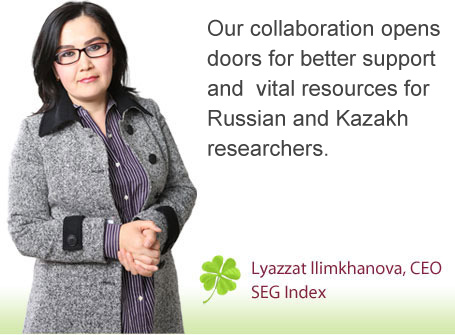 Our collaboration opens
doors for better support
and  vital resources for
Russian and Kazakh
researchers.
Lyazzat Ilimkhanova, CEO
SEG Index